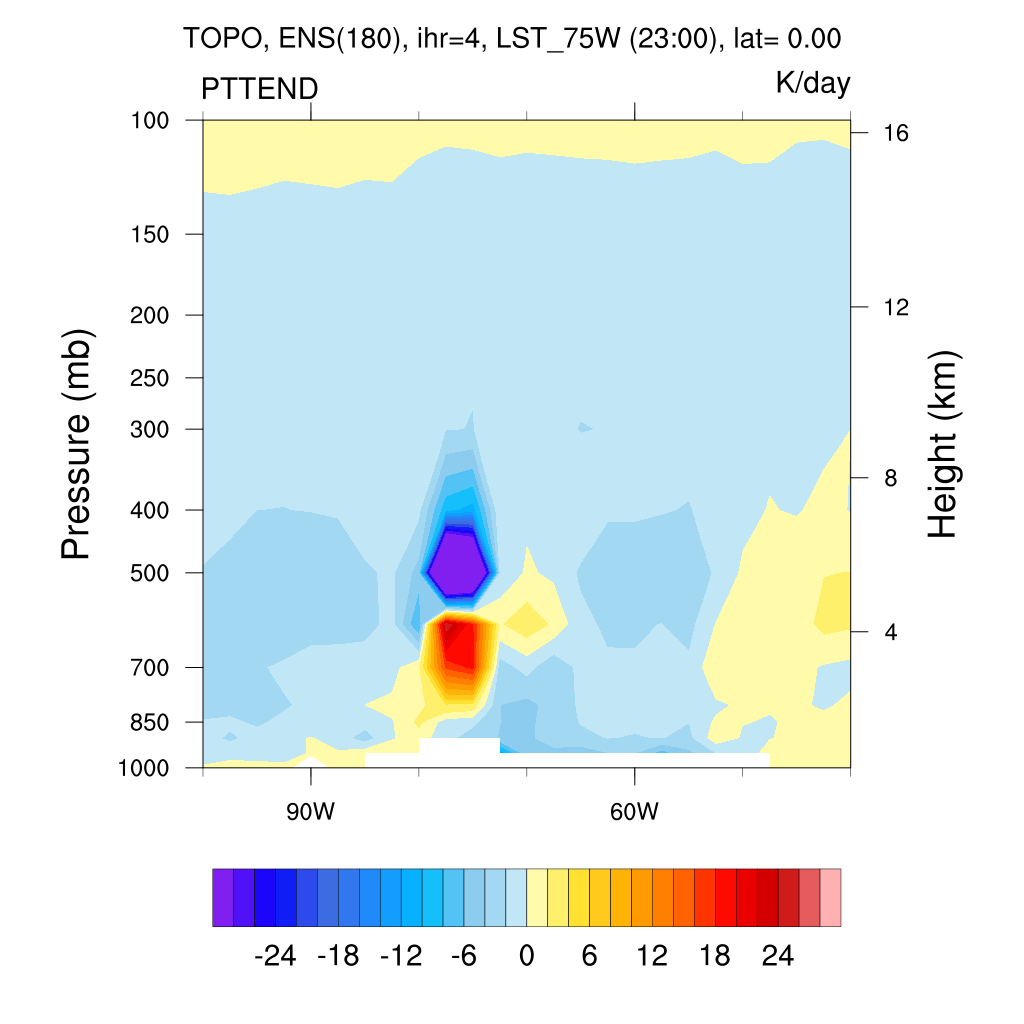 TOPO, ENS(180), ihr=4, LST_75W (23:00), lat= 0.00
PTTEND
K/day
100
150
200
250
300
400
500
700
850
1000
Pressure (mb)
16
12
8
4
Height (km)
90W
60W
-24 -18 -12 -6 0 6 12 18 24